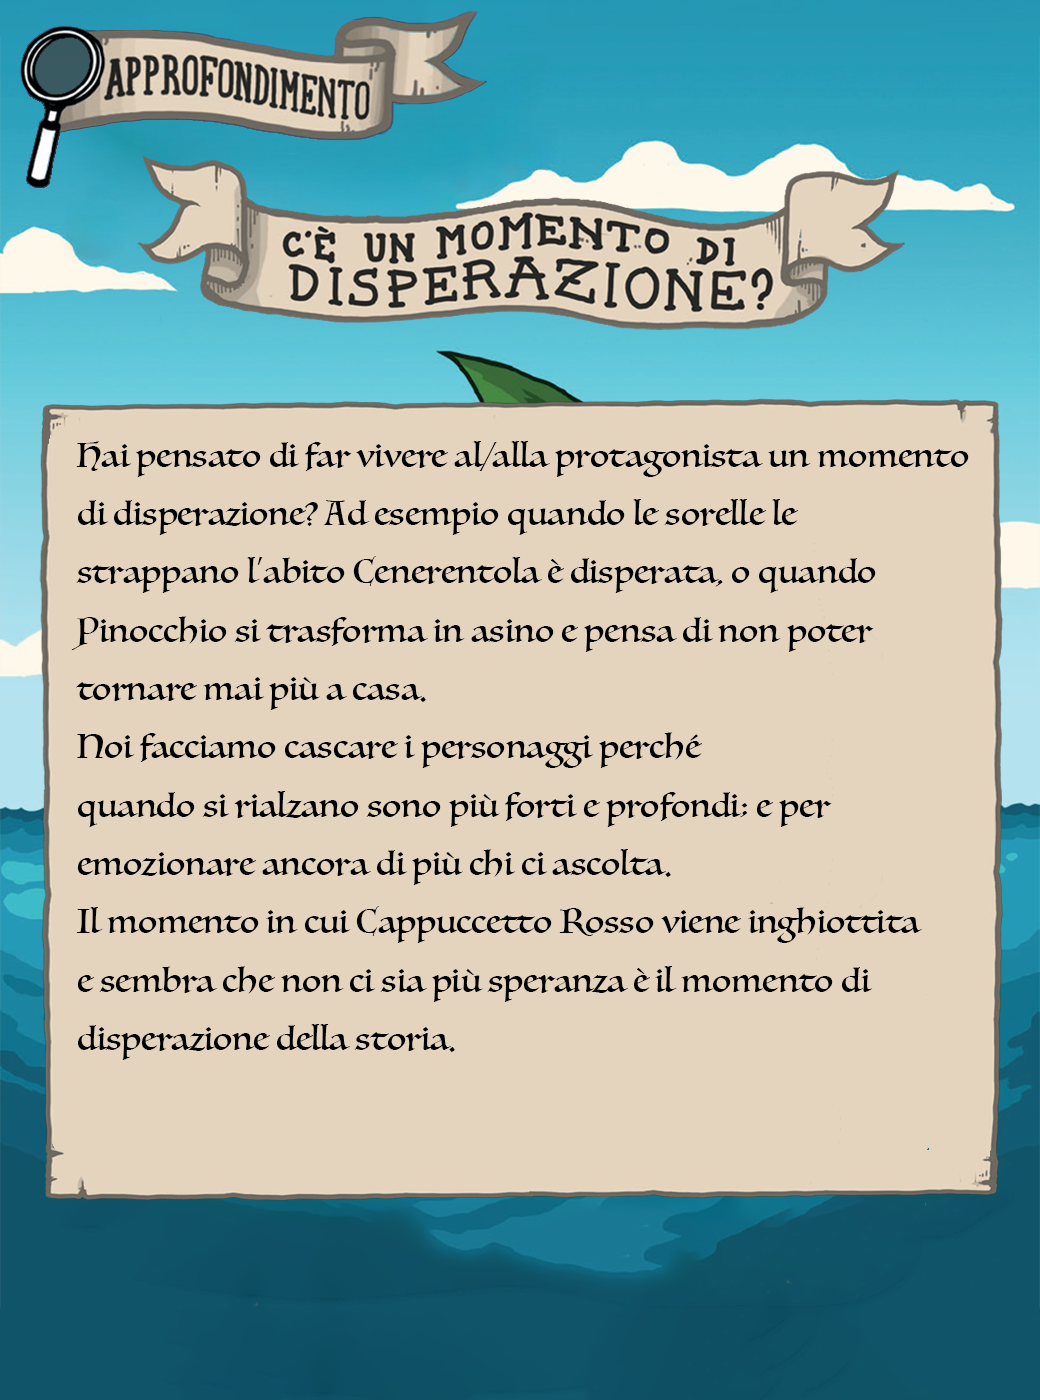 APPROFONDIMENTO
C'È UN MOMENTO DI
DISPERAZIONE?
Hai pensato di far vivere al/alla protagonista un momento
di disperazione? Ad esempio quando le sorelle le
strappano l'abito Cenerentola è disperata, o quando
Pinocchio si trasforma in asino e pensa di non poter
tornare mai più a casa.
Noi facciamo cascare i personaggi perché
quando si rialzano sono più forti e profondi; e per
emozionare ancora di più chi ci ascolta.
Il momento in cui Cappuccetto Rosso viene inghiottita
e sembra che non ci sia più speranza è il momento di
disperazione della storia.